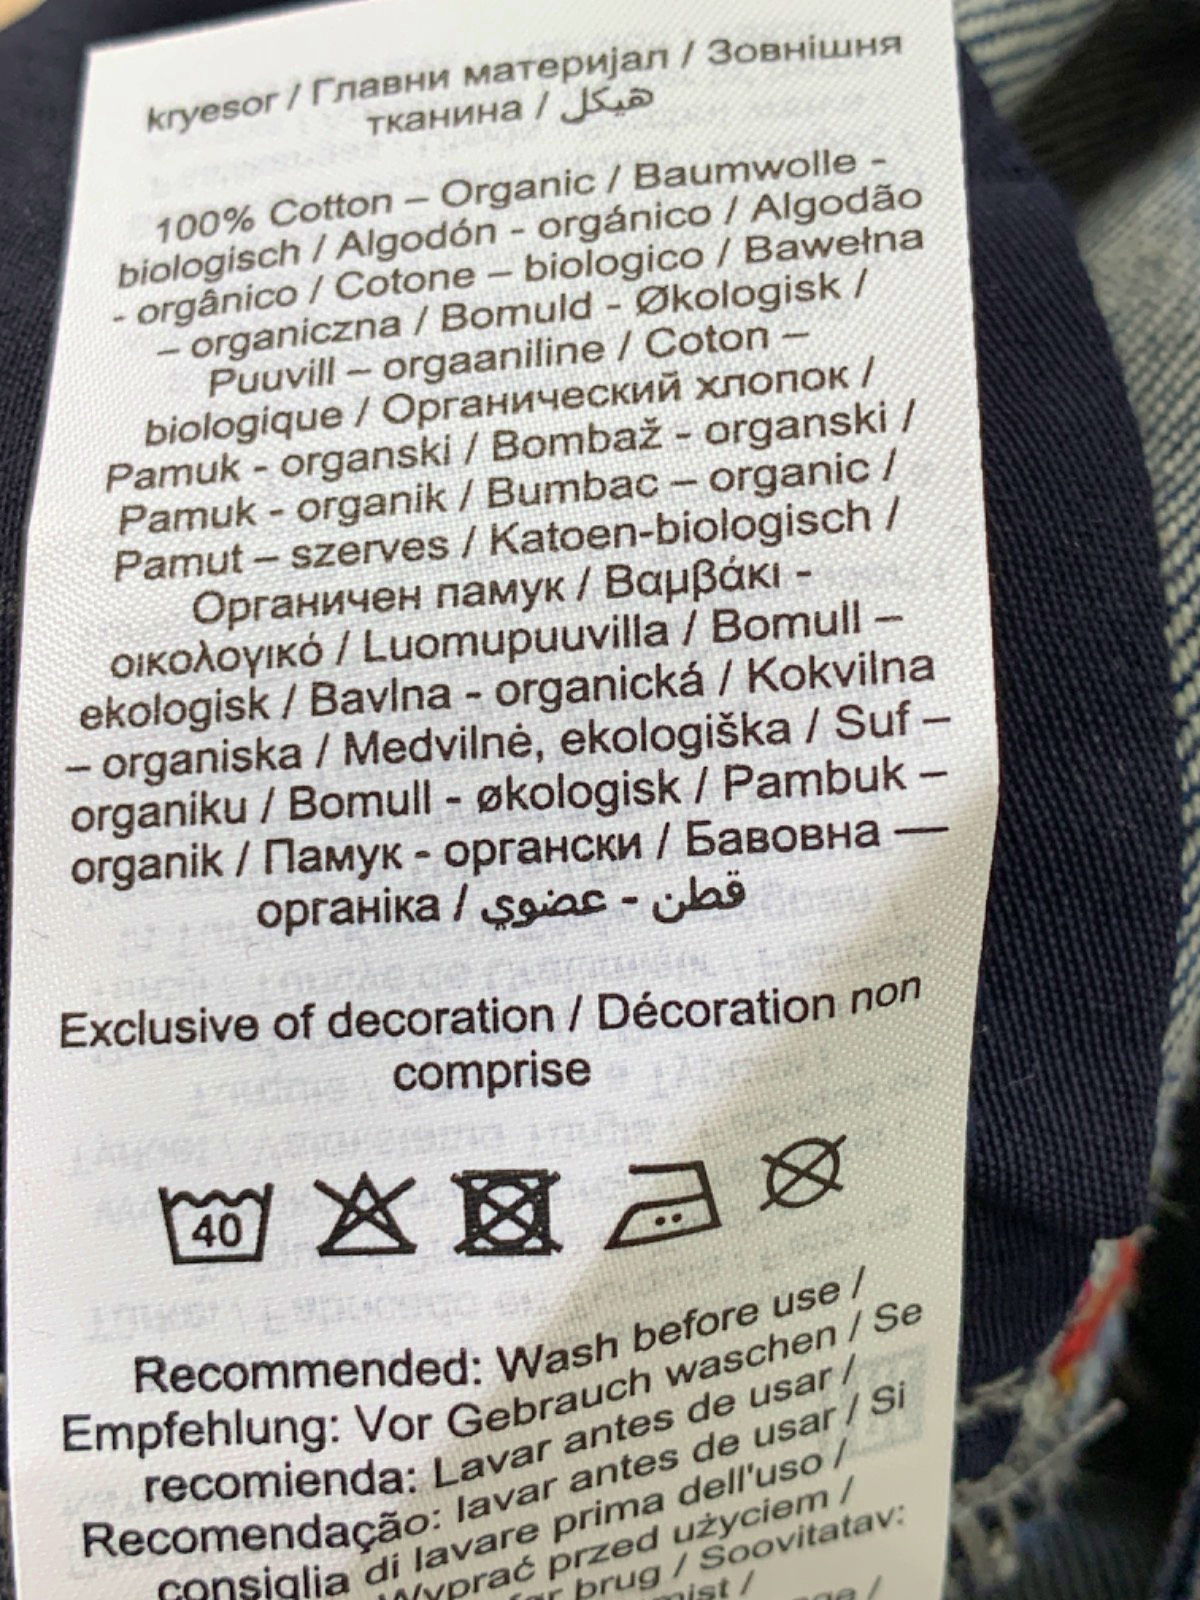 kryesor / Главни материјал / Зовнішня
тканина / هيكل
100% Cotton – Organic / Baumwolle -
biologisch / Algodón - orgánico / Algodão
- orgânico / Cotone – biologico / Bawełna
– organiczna / Bomuld - Økologisk /
Puuvill – orgaaniline / Coton –
biologique / Органический хлопок /
Pamuk - organski / Bombaž - organski /
Pamuk - organik / Bumbac – organic /
Pamut – szerves / Katoen-biologisch /
Органичен памук / Βαμβάκι -
οικολογικό / Luomupuuvilla / Bomull –
ekologisk / Bavlna - organická / Kokvilna
– organiska / Medvilnė, ekologiška / Suf –
organiku / Bomull - økologisk / Pambuk –
organik / Памук - органски / Бавовна —
органіка / قطن - عضوي
Exclusive of decoration / Décoration non
comprise
40
Recommended: Wash before use /
Empfehlung: Vor Gebrauch waschen / Se
recomienda: Lavar antes de usar /
Recomendação: lavar antes de usar / Si
consiglia di lavare prima dell'uso /
Wyprać przed użyciem /
brug / Soovitatav: